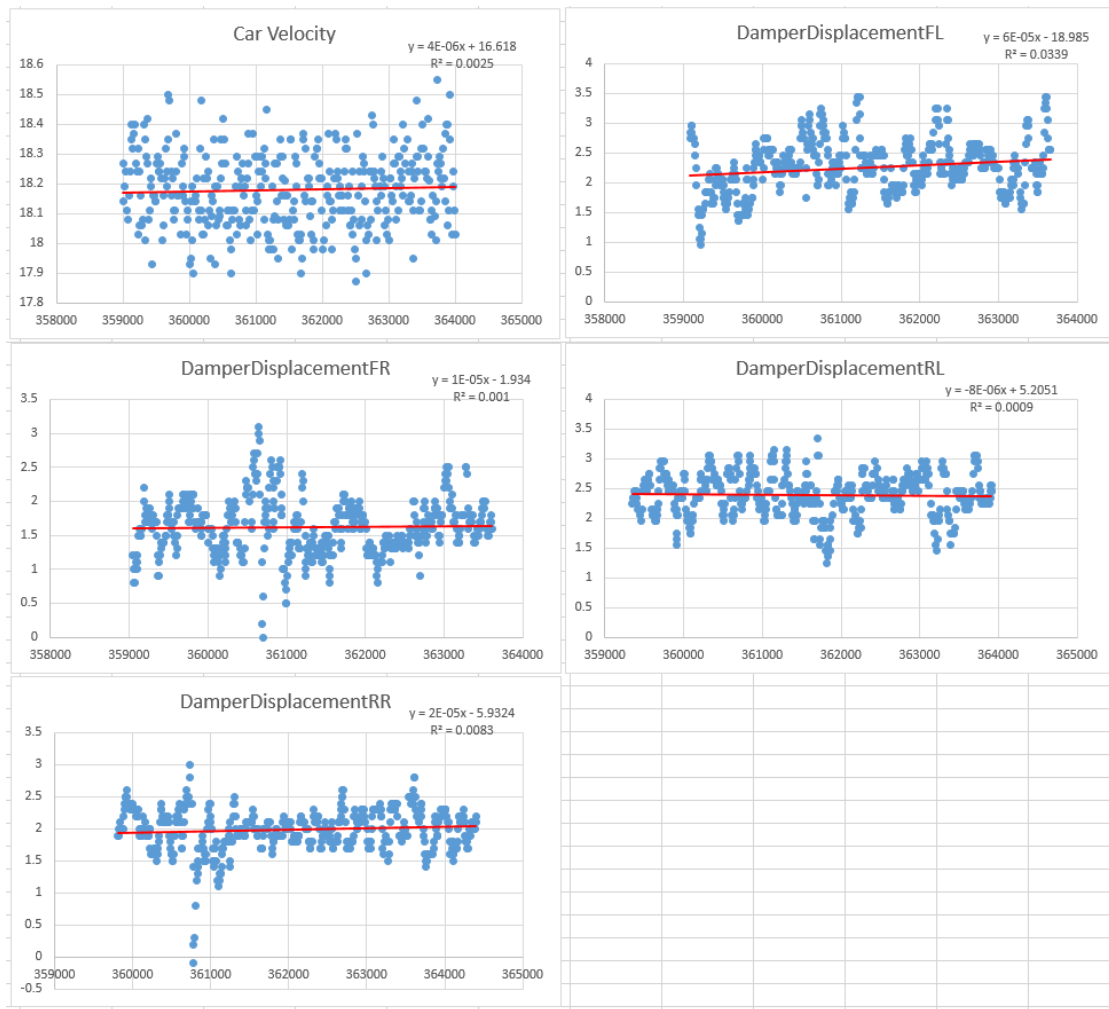 Car Velocity
y = 4E-06x + 16.618
R² = 0.0025
18.6
18.5
18.4
18.3
18.2
18.1
18
17.9
17.8
358000 359000 360000 361000 362000 363000 364000 365000
DamperDisplacementFL
y = 6E-05x - 18.985
R² = 0.0339
4
3.5
3
2.5
2
1.5
1
0.5
0
358000 359000 360000 361000 362000 363000 364000
DamperDisplacementFR
y = 1E-05x - 1.934
R² = 0.001
3.5
3
2.5
2
1.5
1
0.5
0
358000 359000 360000 361000 362000 363000 364000
DamperDisplacementRL
y = -8E-06x + 5.2051
R² = 0.0009
4
3.5
3
2.5
2
1.5
1
0.5
0
359000 360000 361000 362000 363000 364000 365000
DamperDisplacementRR
y = 2E-05x - 5.9324
R² = 0.0083
3.5
3
2.5
2
1.5
1
0.5
0
-0.5
359000 360000 361000 362000 363000 364000 365000